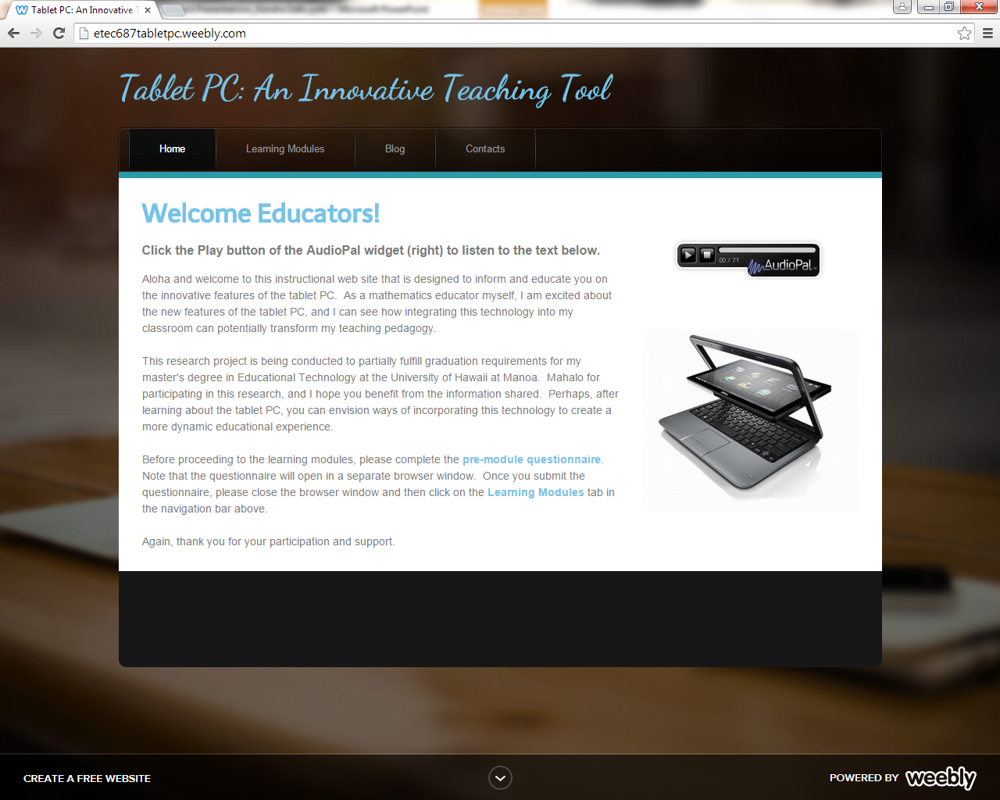 Tablet PC: An Innovative T
Microsoft PowerPoint
etec687tabletpc.weebly.com
Tablet PC: An Innovative Teaching Tool
Home
Learning Modules
Blog
Contacts
Welcome Educators!
Click the Play button of the AudioPal widget (right) to listen to the text below.
00 / 71
AudioPal
Aloha and welcome to this instructional web site that is designed to inform and educate you on
the innovative features of the tablet PC.  As a mathematics educator myself, I am excited about
the new features of the tablet PC, and I can see how integrating this technology into my
classroom can potentially transform my teaching pedagogy.
This research project is being conducted to partially fulfill graduation requirements for my
master's degree in Educational Technology at the University of Hawaii at Manoa.  Mahalo for
participating in this research, and I hope you benefit from the information shared.  Perhaps, after
learning about the tablet PC, you can envision ways of incorporating this technology to create a
more dynamic educational experience.
Before proceeding to the learning modules, please complete the pre-module questionnaire.
Note that the questionnaire will open in a separate browser window.  Once you submit the
questionnaire, please close the browser window and then click on the Learning Modules tab in
the navigation bar above.
Again, thank you for your participation and support.
CREATE A FREE WEBSITE
POWERED BY weebly